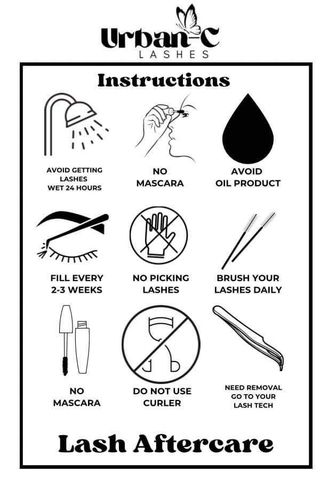 Urban-C
LASHES
Instructions
AVOID GETTING
LASHES
WET 24 HOURS
NO
MASCARA
AVOID
OIL PRODUCT
FILL EVERY
2-3 WEEKS
NO PICKING
LASHES
BRUSH YOUR
LASHES DAILY
NO
MASCARA
DO NOT USE
CURLER
NEED REMOVAL
GO TO YOUR
LASH TECH
Lash Aftercare